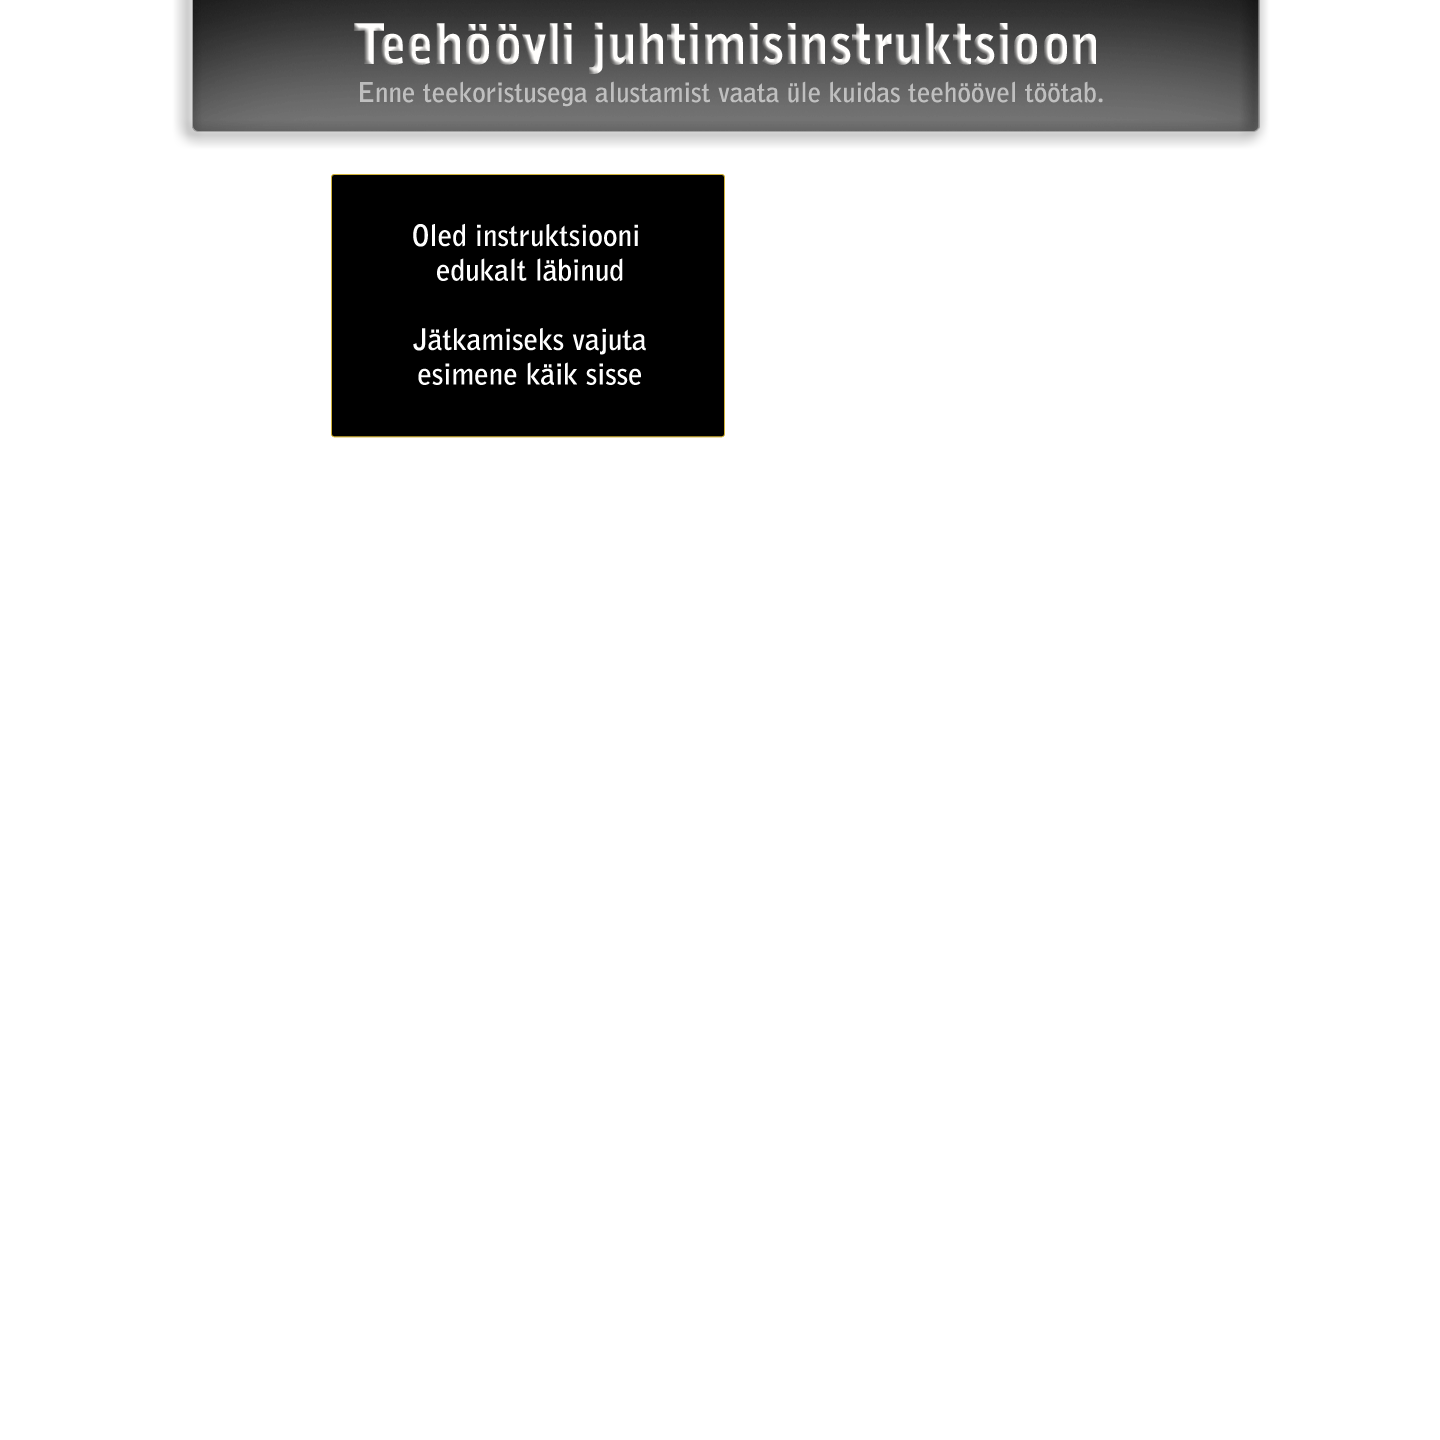 Teehöövli juhtimisinstruktsioon
Enne teekoristusega alustamist vaata üle kuidas teehöövel töötab.
Oled instruktsiooni
edukalt läbinud
Jätkamiseks vajuta
esimene käik sisse